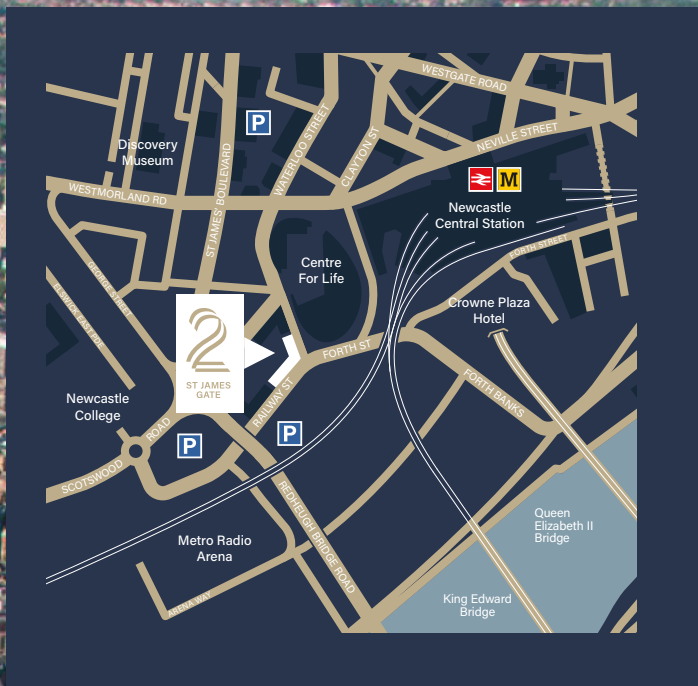 WESTGATE ROAD
P
NEVILLE STREET
Discovery
Museum
WATERLOO STREET
CLAYTON ST
M
WESTMORLAND RD
ST JAMES' BOULEVARD
Newcastle
Central Station
FORTH STREET
Centre
For Life
GEORGE STREET
ELSWICK EAST TCE
Crowne Plaza
Hotel
2
ST JAMES
GATE
FORTH ST
FORTH BANKS
RAILWAY ST
Newcastle
College
P
P
SCOTSWOOD
ROAD
REDHEUGH BRIDGE ROAD
Queen
Elizabeth II
Bridge
Metro Radio
Arena
King Edward
Bridge
ARENA WAY